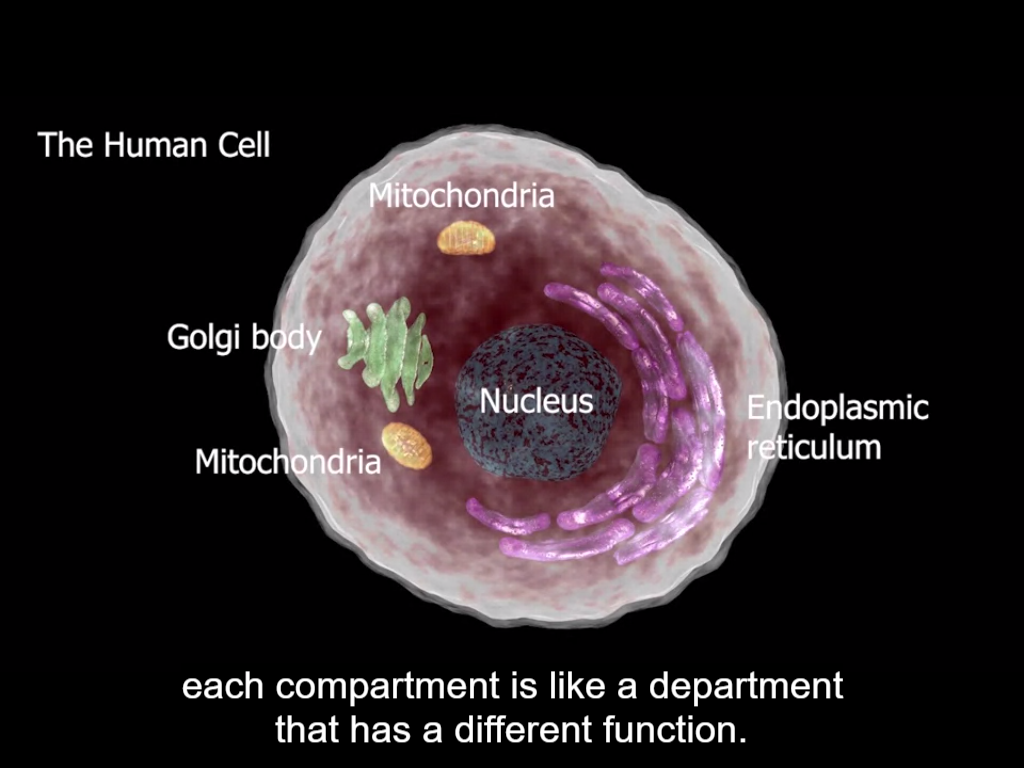 The Human Cell
Mitochondria
Golgi body
Nucleus
Endoplasmic
reticulum
Mitochondria
each compartment is like a department
that has a different function.